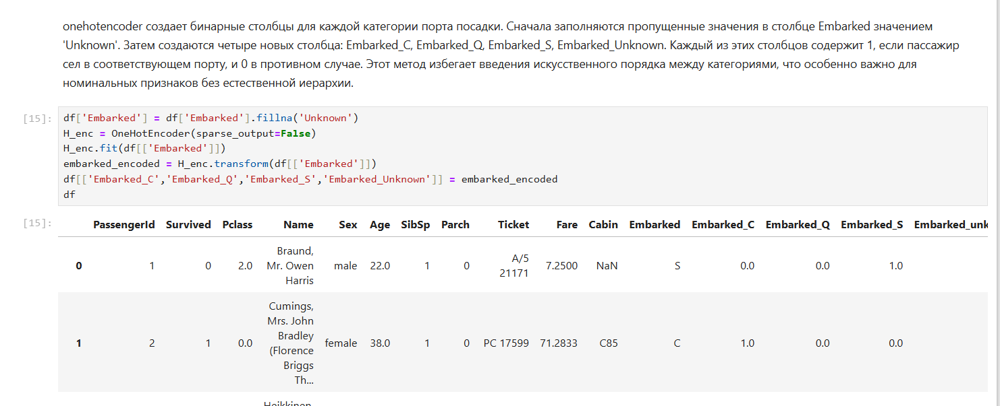 onehotencoder создает бинарные столбцы для каждой категории порта посадки. Сначала заполняются пропущенные значения в столбце Embarked значением
'Unknown'. Затем создаются четыре новых столбца: Embarked_C, Embarked_Q, Embarked_S, Embarked_Unknown. Каждый из этих столбцов содержит 1, если пассажир
сел в соответствующем порту, и 0 в противном случае. Этот метод избегает введения искусственного порядка между категориями, что особенно важно для
номинальных признаков без естественной иерархии.
[15]: df['Embarked'] = df['Embarked'].fillna('Unknown')
H_enc = OneHotEncoder(sparse_output=False)
H_enc.fit(df[['Embarked']])
embarked_encoded = H_enc.transform(df[['Embarked']])
df[['Embarked_C','Embarked_Q','Embarked_S','Embarked_Unknown']] = embarked_encoded
df
[15]: PassengerId Survived Pclass Name Sex Age SibSp Parch Ticket Fare Cabin Embarked Embarked_C Embarked_Q Embarked_S Embarked_unk
0 1 0 2.0 Braund, Mr. Owen Harris male 22.0 1 0 A/5 21171 7.2500 NaN S 0.0 0.0 1.0
1 2 1 0.0 Cumings, Mrs. John Bradley (Florence Briggs Th... female 38.0 1 0 PC 17599 71.2833 C85 C 1.0 0.0 0.0